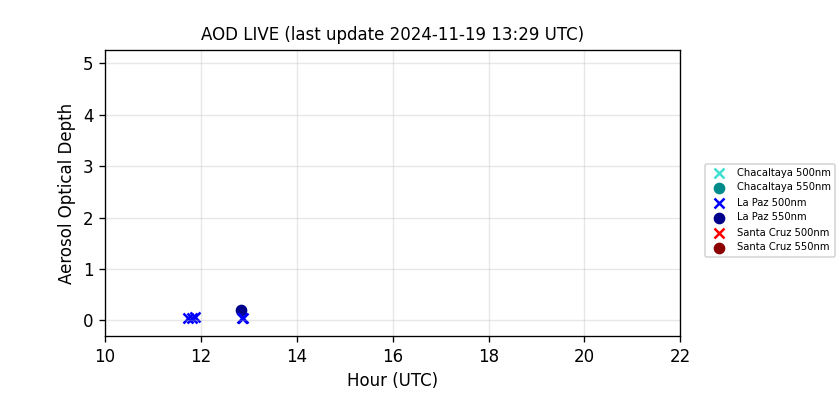 AOD LIVE (last update 2024-11-19 13:29 UTC)
Aerosol Optical Depth
5
4
3
2
1
0
10 12 14 16 18 20 22
Hour (UTC)
Chacaltaya 500nm
Chacaltaya 550nm
La Paz 500nm
La Paz 550nm
Santa Cruz 500nm
Santa Cruz 550nm